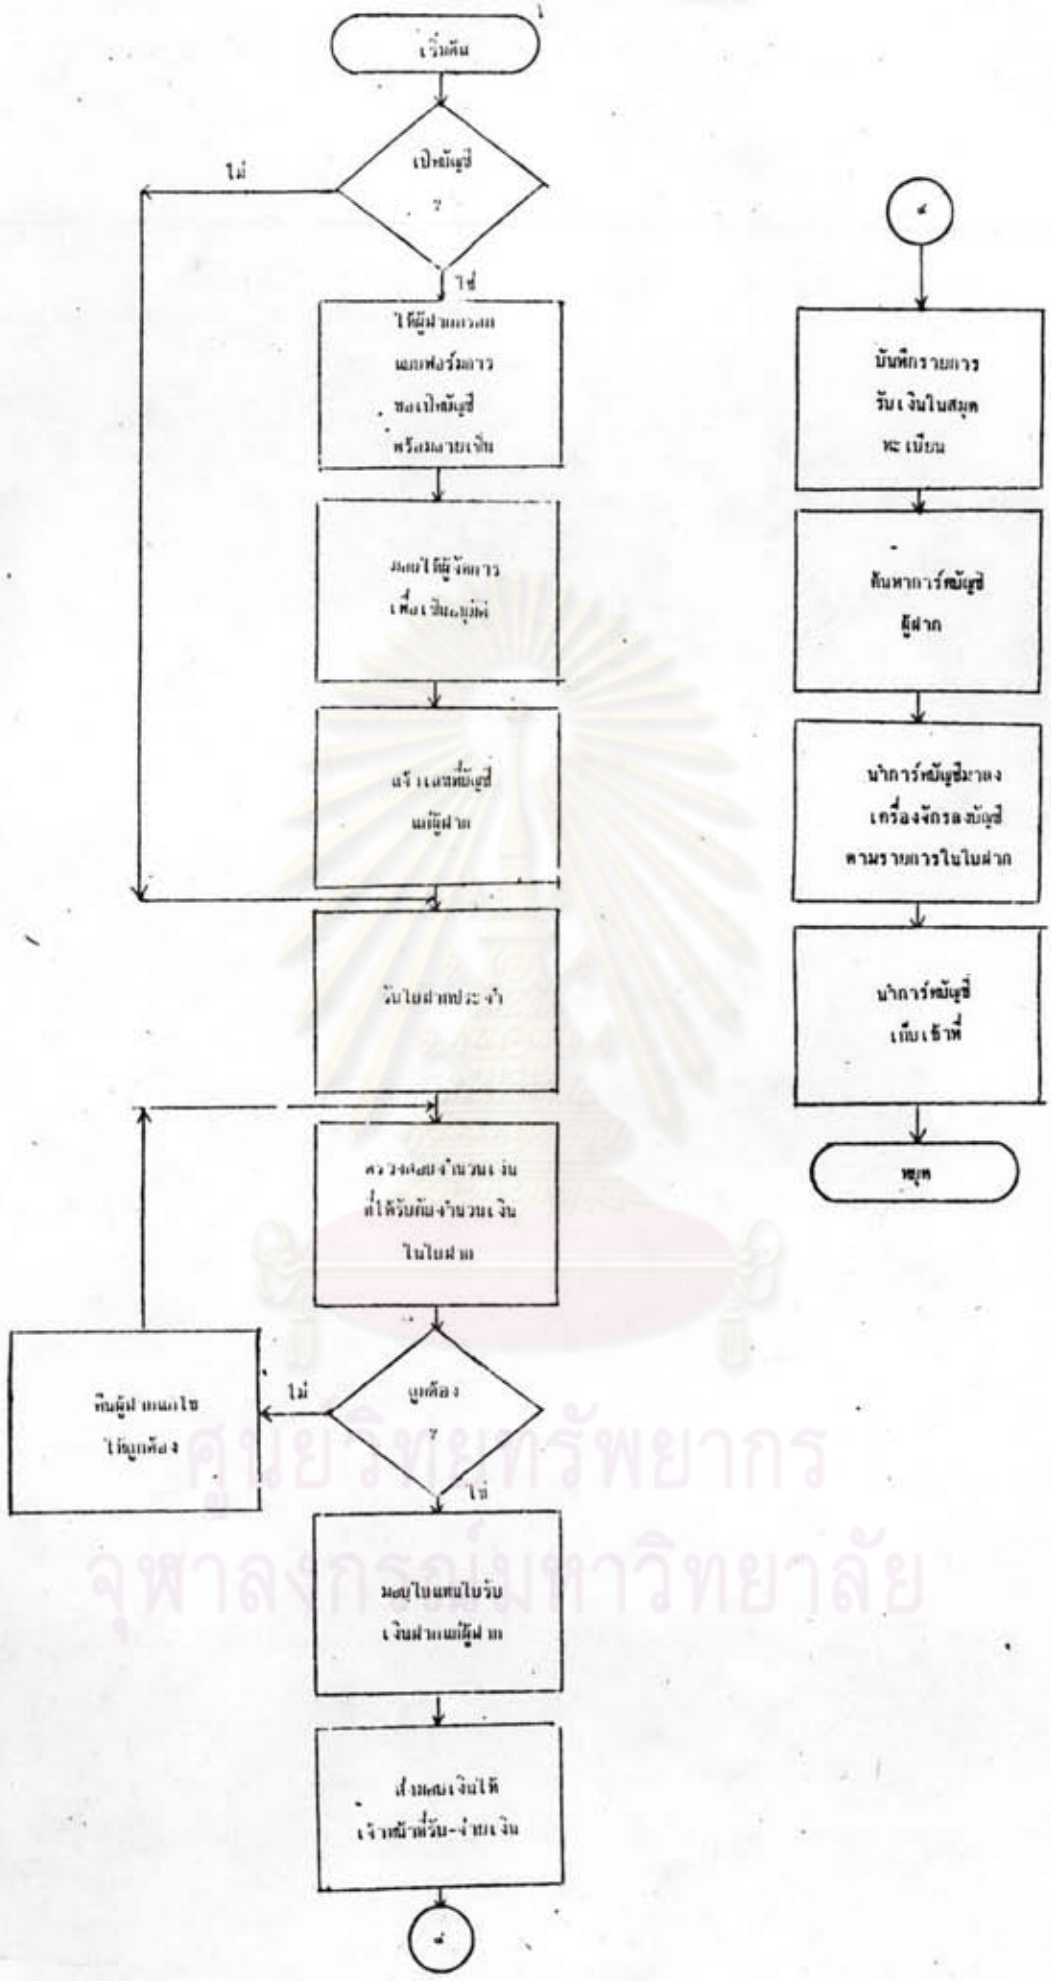 เริ่มต้น
เปิดบัญชี
?
ไม่
ใช่
ให้ผู้ฝากกรอก
แบบฟอร์มการ
ขอเปิดบัญชี
พร้อมลายเซ็น
มอบให้ผู้จัดการ
เพื่อเซ็นอนุมัติ
แจ้งเลขที่บัญชี
แก่ผู้ฝาก
รับใบฝากประจำ
ตรวจสอบจำนวนเงิน
ที่ได้รับกับจำนวนเงิน
ในใบฝาก
ถูกต้อง
?
ไม่
คืนผู้ฝากแก้ไข
ให้ถูกต้อง
ใช่
มอบใบแทนใบรับ
เงินฝากแก่ผู้ฝาก
ส่งมอบเงินให้
เจ้าหน้าที่รับ-จ่ายเงิน
บันทึกรายการ
รับเงินในสมุด
ทะเบียน
ค้นหาการ์ดบัญชี
ผู้ฝาก
นำการ์ดบัญชีมาลง
เครื่องจักรลงบัญชี
ตามรายการในใบฝาก
นำการ์ดบัญชี
เก็บเข้าที่
หยุด
ศูนย์วิทยทรัพยากร
จุฬาลงกรณ์มหาวิทยาลัย